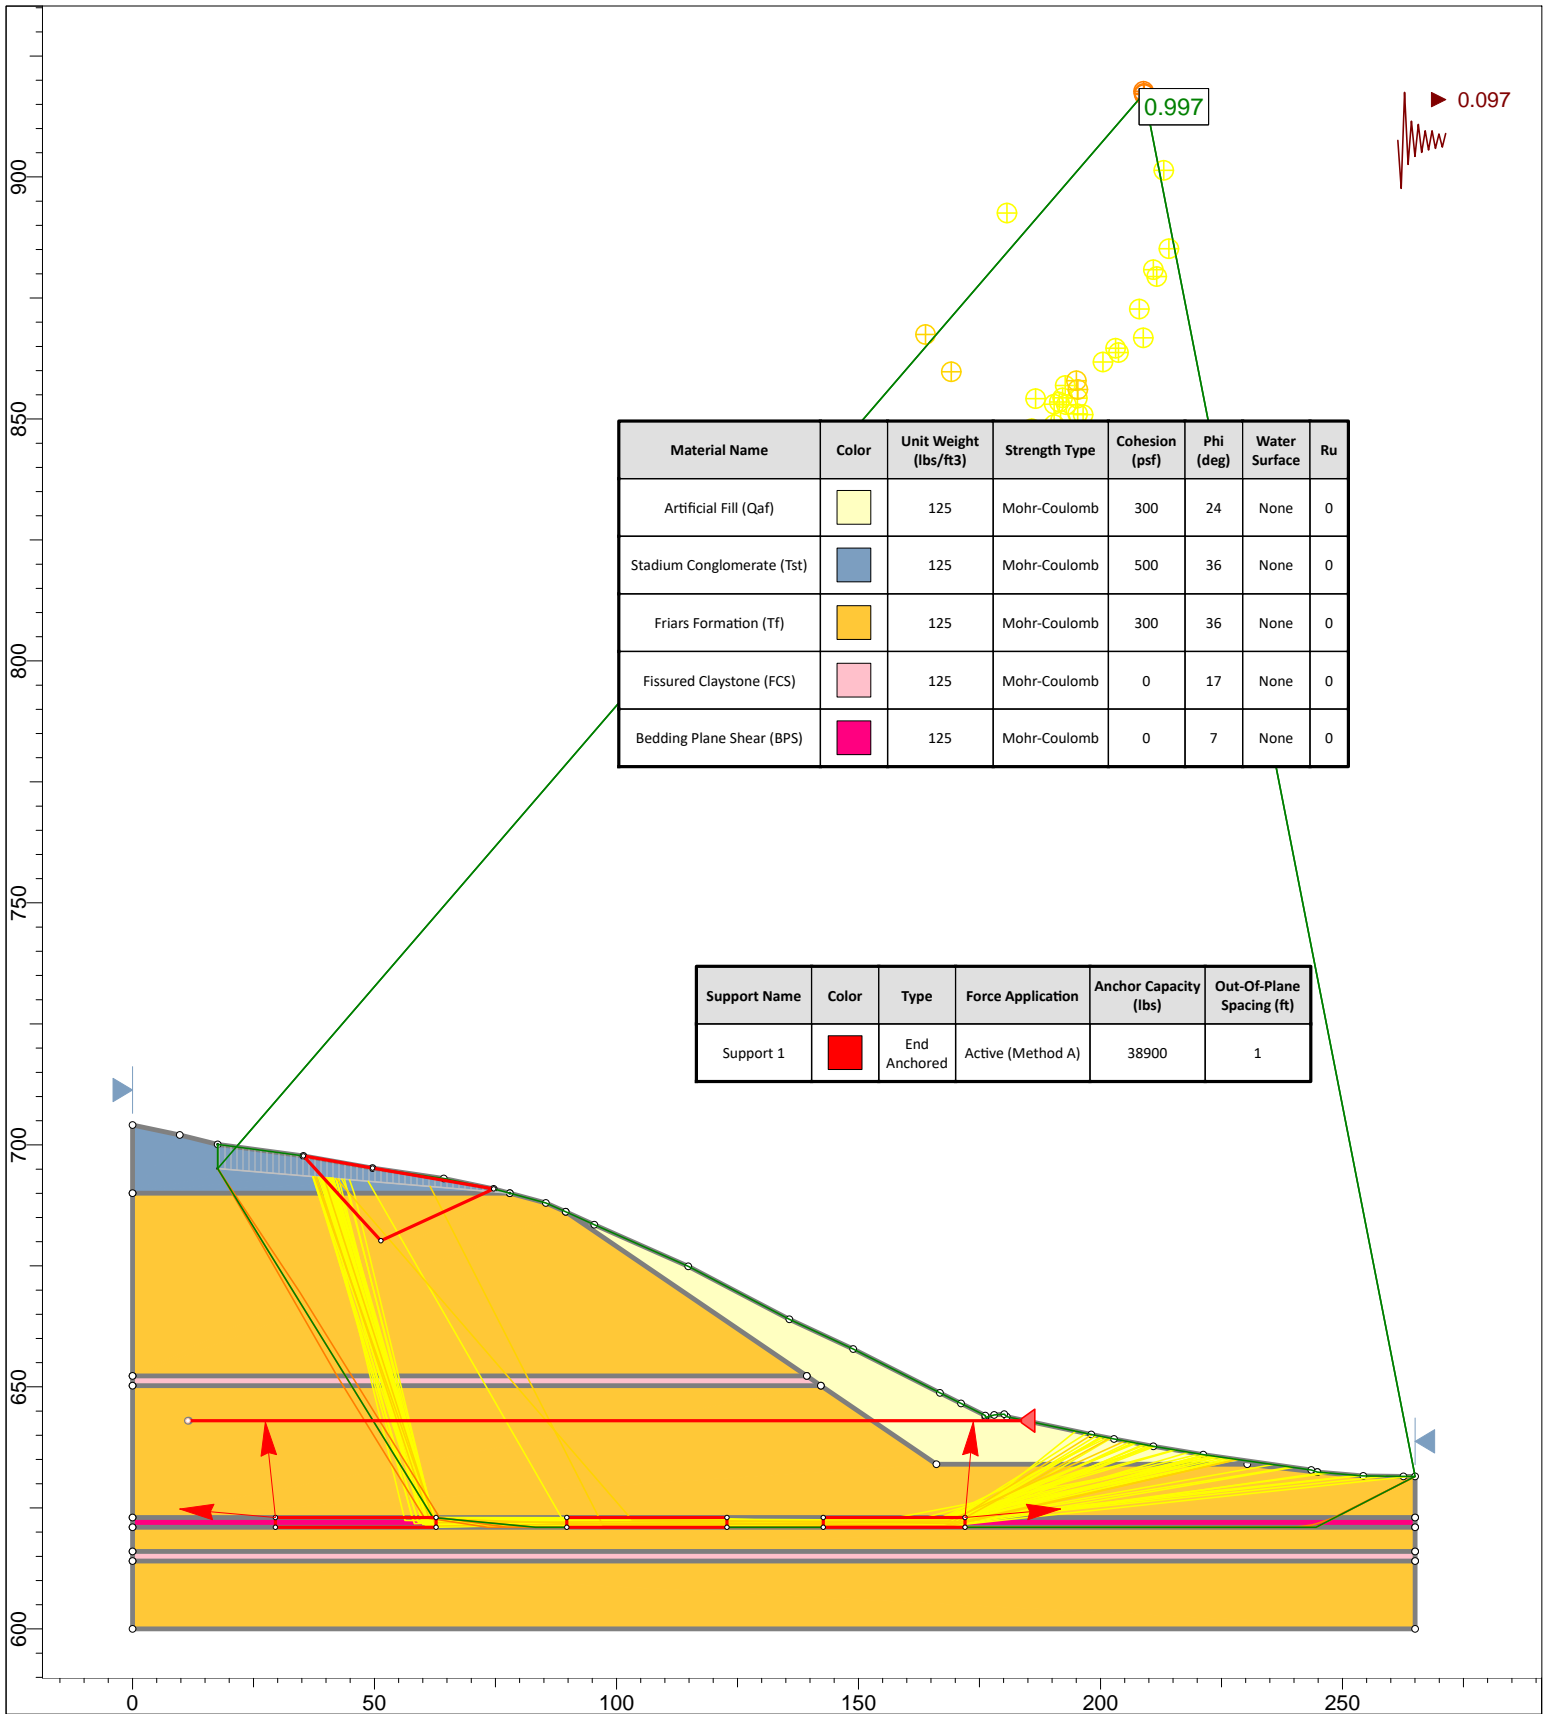 0.997
0.097
900
850
800
750
700
650
600
Material Name Color Unit Weight (lbs/ft3) Strength Type Cohesion (psf) Phi (deg) Water Surface Ru
Artificial Fill (Qaf) 125 Mohr-Coulomb 300 24 None 0
Stadium Conglomerate (Tst) 125 Mohr-Coulomb 500 36 None 0
Friars Formation (Tf) 125 Mohr-Coulomb 300 36 None 0
Fissured Claystone (FCS) 125 Mohr-Coulomb 0 17 None 0
Bedding Plane Shear (BPS) 125 Mohr-Coulomb 0 7 None 0
Support Name Color Type Force Application Anchor Capacity (lbs) Out-Of-Plane Spacing (ft)
Support 1 End Anchored Active (Method A) 38900 1
0 50 100 150 200 250